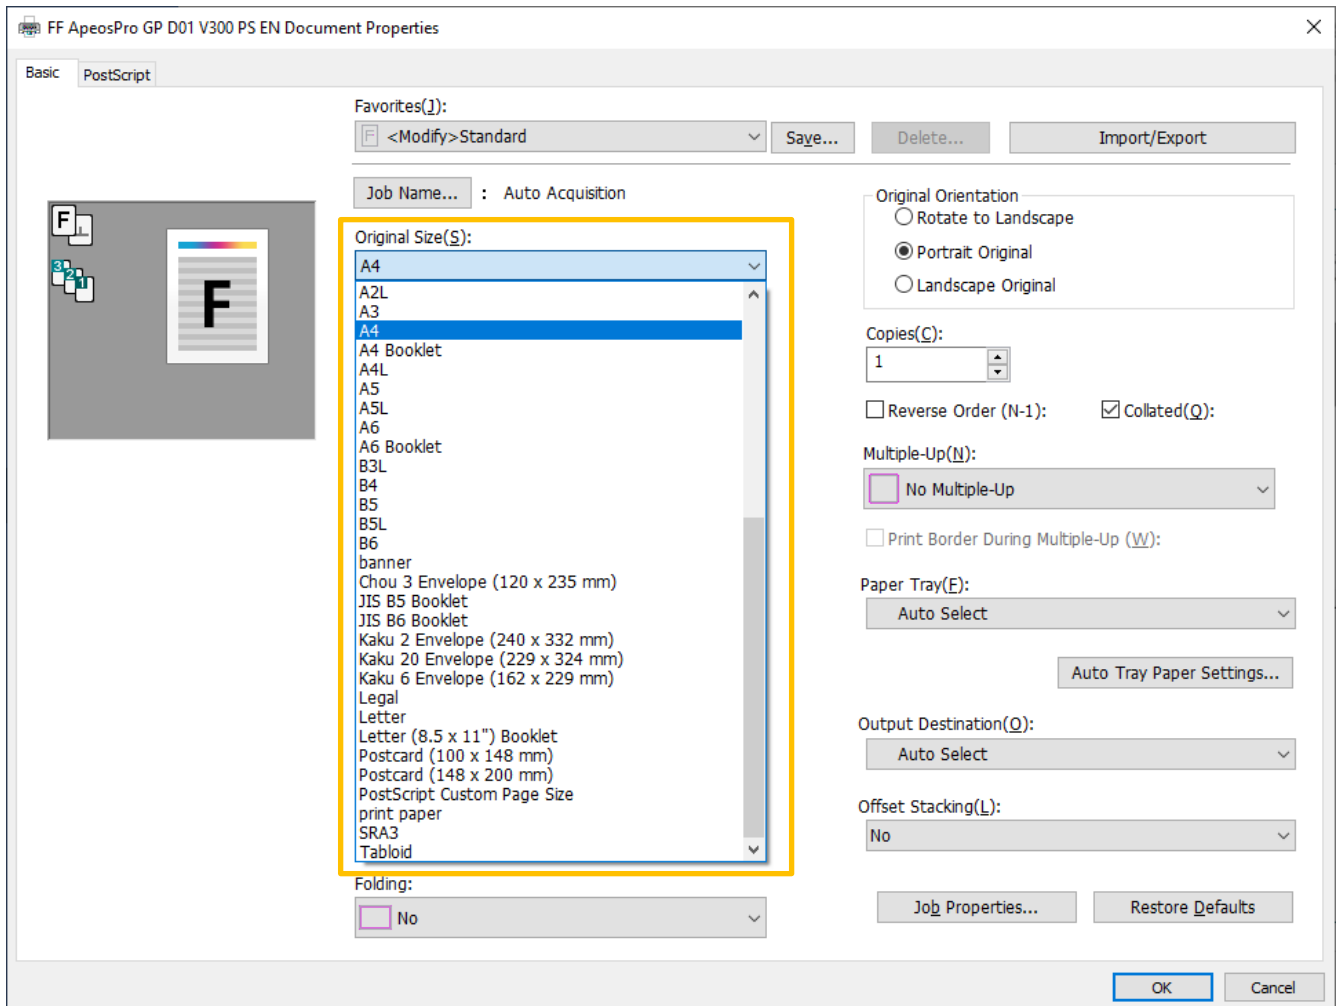 FF ApeosPro GP D01 V300 PS EN Document Properties
Basic
PostScript
Favorites(J):
F <Modify>Standard
Save...
Delete...
Import/Export
Job Name...
:
Auto Acquisition
F
3 2 1
F
Original Size(S):
A4
A2L
A3
A4
A4 Booklet
A4L
A5
A5L
A6
A6 Booklet
B3L
B4
B5
B5L
B6
banner
Chou 3 Envelope (120 x 235 mm)
JIS B5 Booklet
JIS B6 Booklet
Kaku 2 Envelope (240 x 332 mm)
Kaku 20 Envelope (229 x 324 mm)
Kaku 6 Envelope (162 x 229 mm)
Legal
Letter
Letter (8.5 x 11") Booklet
Postcard (100 x 148 mm)
Postcard (148 x 200 mm)
PostScript Custom Page Size
print paper
SRA3
Tabloid
Folding:
No
Original Orientation
Rotate to Landscape
Portrait Original
Landscape Original
Copies(C):
1
Reverse Order (N-1):
Collated(Q):
Multiple-Up(N):
No Multiple-Up
Print Border During Multiple-Up (W):
Paper Tray(F):
Auto Select
Auto Tray Paper Settings...
Output Destination(O):
Auto Select
Offset Stacking(L):
No
Job Properties...
Restore Defaults
OK
Cancel